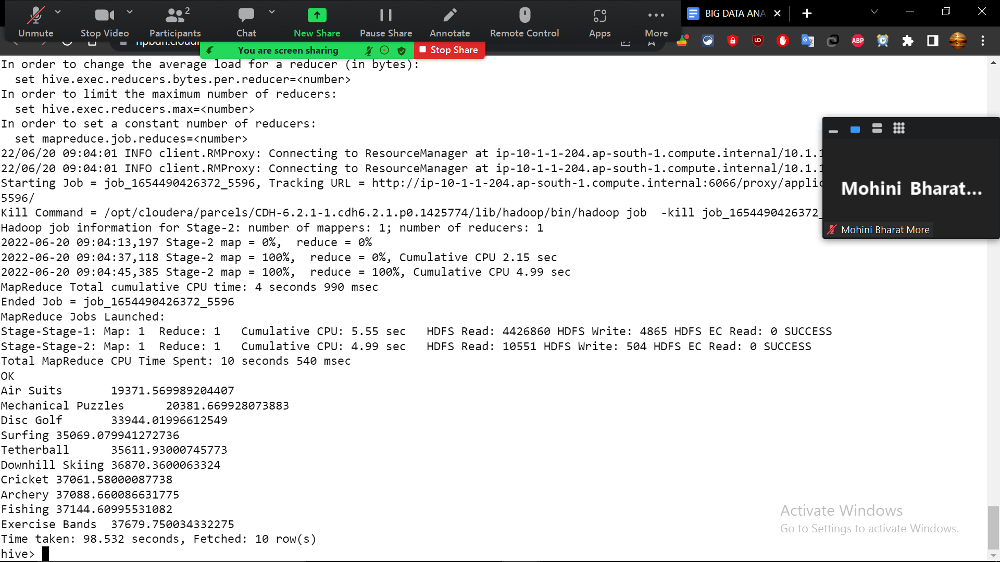 Unmute
Stop Video
Participants
2
Chat
New Share
Pause Share
Annotate
Remote Control
Apps
More
BIG DATA ANA
You are screen sharing
Stop Share
ABP
In order to change the average load for a reducer (in bytes):
set hive.exec.reducers.bytes.per.reducer=<number>
In order to limit the maximum number of reducers:
set hive.exec.reducers.max=<number>
In order to set a constant number of reducers:
set mapreduce.job.reduces=<number>
22/06/20 09:04:01 INFO client.RMProxy: Connecting to ResourceManager at ip-10-1-1-204.ap-south-1.compute.internal/10.1.1
22/06/20 09:04:01 INFO client.RMProxy: Connecting to ResourceManager at ip-10-1-1-204.ap-south-1.compute.internal/10.1.1
Starting Job = job_1654490426372_5596, Tracking URL = http://ip-10-1-1-204.ap-south-1.compute.internal:6066/proxy/applic
5596/
Kill Command = /opt/cloudera/parcels/CDH-6.2.1-1.cdh6.2.1.p0.1425774/lib/hadoop/bin/hadoop job  -kill job_1654490426372_
Hadoop job information for Stage-2: number of mappers: 1; number of reducers: 1
2022-06-20 09:04:13,197 Stage-2 map = 0%,  reduce = 0%
2022-06-20 09:04:37,118 Stage-2 map = 100%,  reduce = 0%, Cumulative CPU 2.15 sec
2022-06-20 09:04:45,385 Stage-2 map = 100%,  reduce = 100%, Cumulative CPU 4.99 sec
MapReduce Total cumulative CPU time: 4 seconds 990 msec
Ended Job = job_1654490426372_5596
MapReduce Jobs Launched:
Stage-Stage-1: Map: 1  Reduce: 1   Cumulative CPU: 5.55 sec   HDFS Read: 4426860 HDFS Write: 4865 HDFS EC Read: 0 SUCCESS
Stage-Stage-2: Map: 1  Reduce: 1   Cumulative CPU: 4.99 sec   HDFS Read: 10551 HDFS Write: 504 HDFS EC Read: 0 SUCCESS
Total MapReduce CPU Time Spent: 10 seconds 540 msec
OK
Air Suits 19371.569989204407
Mechanical Puzzles 20381.669928073883
Disc Golf 33944.01996612549
Surfing 35069.079941272736
Tetherball 35611.93000745773
Downhill Skiing 36870.3600063324
Cricket 37061.58000087738
Archery 37088.660086631775
Fishing 37144.60995531082
Exercise Bands 37679.750034332275
Time taken: 98.532 seconds, Fetched: 10 row(s)
hive>
Mohini Bharat...
Mohini Bharat More
Activate Windows
Go to Settings to activate Windows.